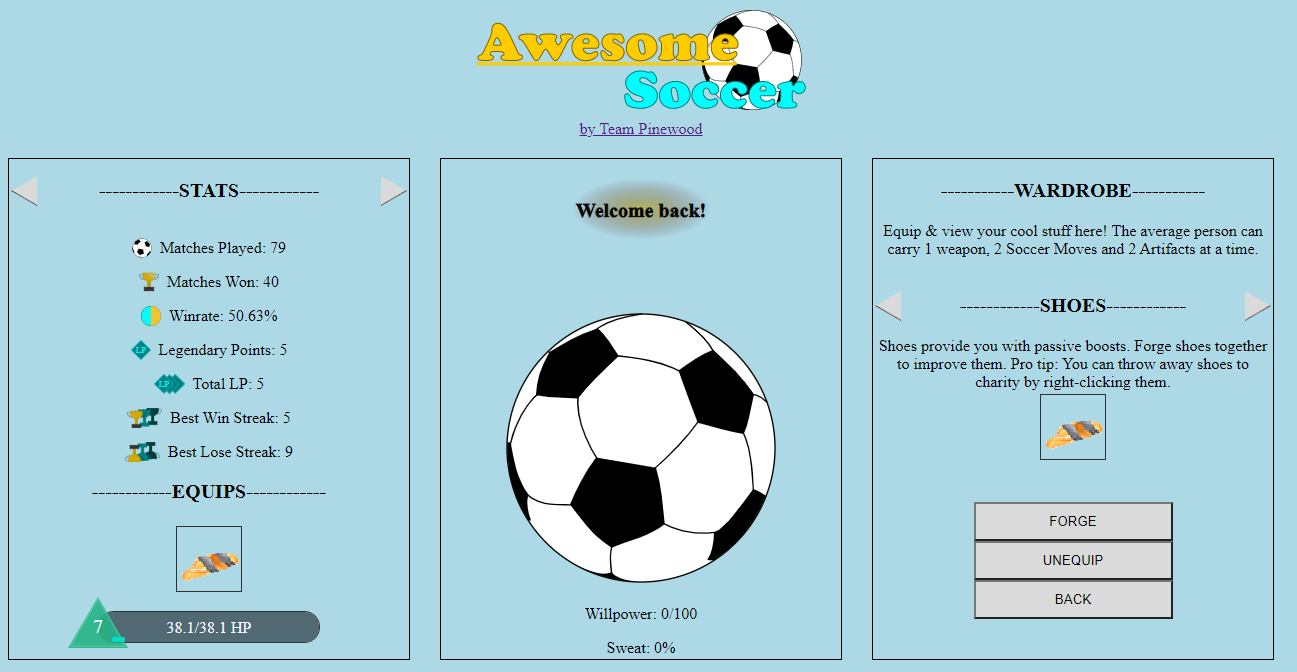 Awesome
Soccer
by Team Pinewood
------------STATS------------
Matches Played: 79
Matches Won: 40
Winrate: 50.63%
LP Legendary Points: 5
LP Total LP: 5
Best Win Streak: 5
Best Lose Streak: 9
------------EQUIPS------------
7
38.1/38.1 HP
Welcome back!
Willpower: 0/100
Sweat: 0%
-----------WARDROBE-----------
Equip & view your cool stuff here! The average person can
carry 1 weapon, 2 Soccer Moves and 2 Artifacts at a time.
------------SHOES------------
Shoes provide you with passive boosts. Forge shoes together
to improve them. Pro tip: You can throw away shoes to
charity by right-clicking them.
FORGE
UNEQUIP
BACK